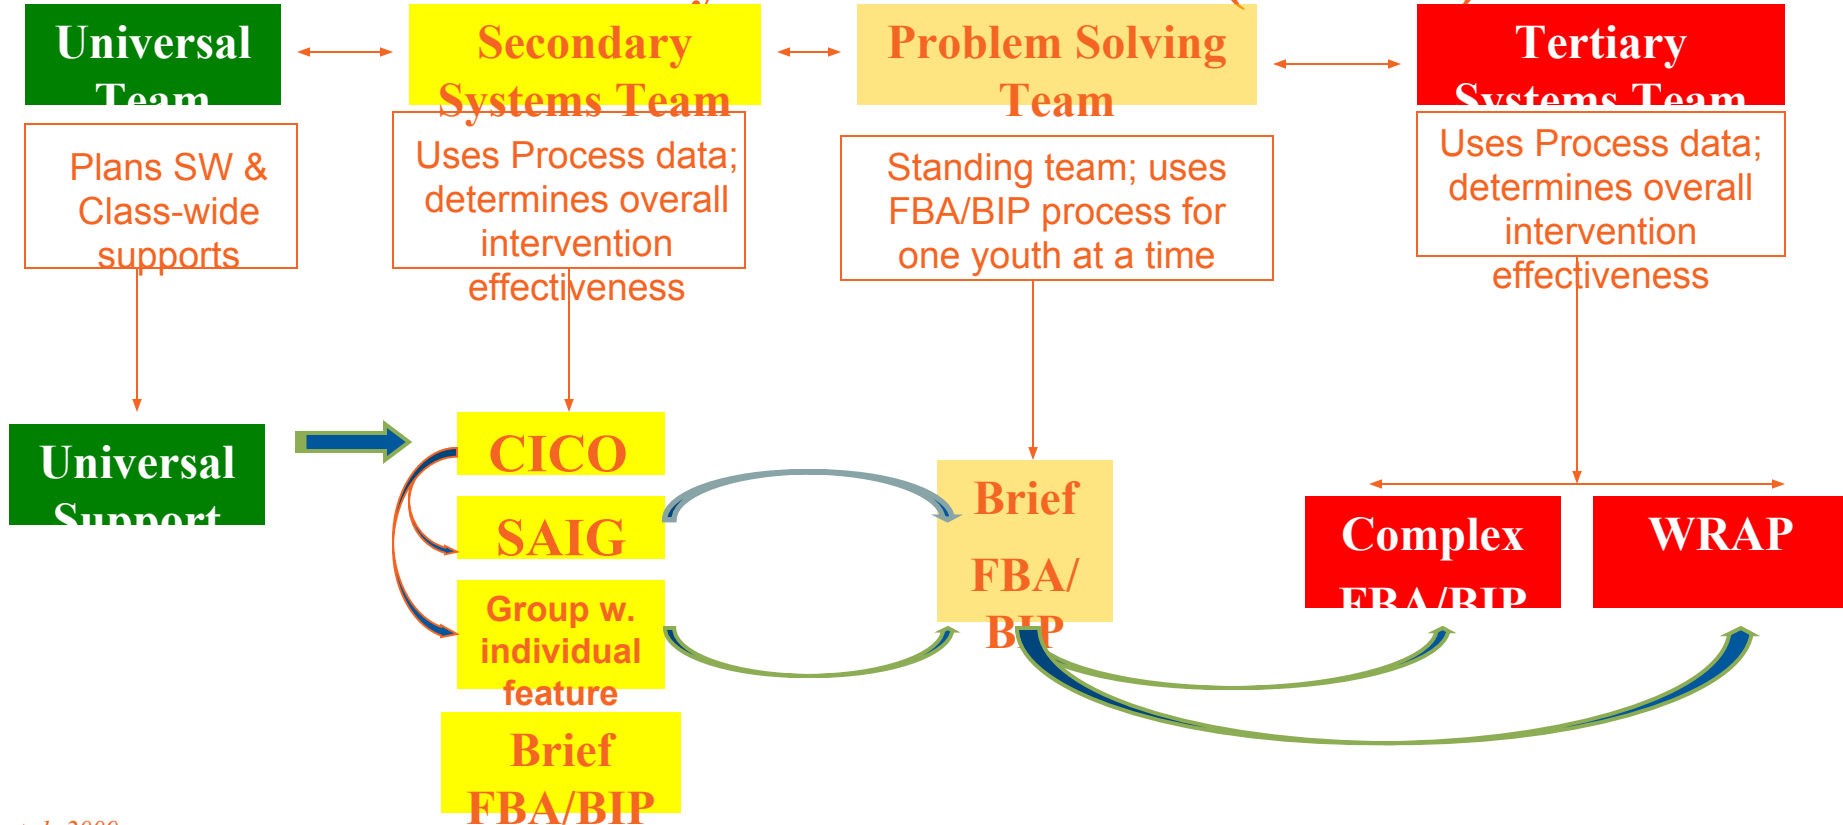 Universal
Team
Secondary
Systems Team
Problem Solving
Team
Tertiary
Systems Team
Plans SW &
Class-wide
supports
Uses Process data;
determines overall
intervention
effectiveness
Standing team; uses
FBA/BIP process for
one youth at a time
Uses Process data;
determines overall
intervention
effectiveness
Universal
Support
CICO
SAIG
Group w.
individual
feature
Brief
FBA/BIP
Brief
FBA/
BIP
Complex
FBA/BIP
WRAP